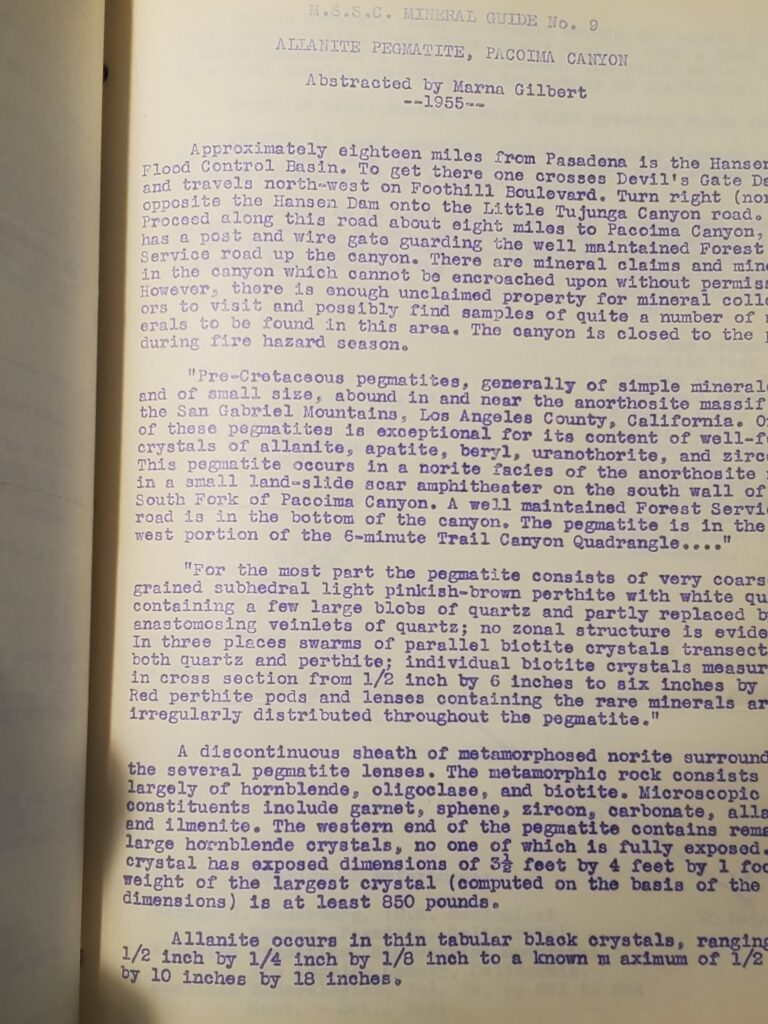 M.S.S.C. MINERAL GUIDE No. 9
ALLANITE PEGMATITE, PACOIMA CANYON
Abstracted by Marna Gilbert
--1955--
Approximately eighteen miles from Pasadena is the Hansen
Flood Control Basin. To get there one crosses Devil's Gate Da
and travels north-west on Foothill Boulevard. Turn right (nor
opposite the Hansen Dam onto the Little Tujunga Canyon road.
Proceed along this road about eight miles to Pacoima Canyon,
has a post and wire gate guarding the well maintained Forest
Service road up the canyon. There are mineral claims and mine
in the canyon which cannot be encroached upon without permiss
However, there is enough unclaimed property for mineral colle
ors to visit and possibly find samples of quite a number of
erals to be found in this area. The canyon is closed to the p
during fire hazard season.
"Pre-Cretaceous pegmatites, generally of simple mineral
and of small size, abound in and near the anorthosite massif
the San Gabriel Mountains, Los Angeles County, California. O
of these pegmatites is exceptional for its content of well-f
crystals of allanite, apatite, beryl, uranothorite, and zirc
This pegmatite occurs in a norite facies of the anorthosite
in a small land-slide scar amphitheater on the south wall of
South Fork of Pacoima Canyon. A well maintained Forest Servi
road is in the bottom of the canyon. The pegmatite is in the
west portion of the 6-minute Trail Canyon Quadrangle...."
"For the most part the pegmatite consists of very coars
grained subhedral light pinkish-brown perthite with white qu
containing a few large blobs of quartz and partly replaced b
anastomosing veinlets of quartz; no zonal structure is evide
In three places swarms of parallel biotite crystals transect
both quartz and perthite; individual biotite crystals measur
in cross section from 1/2 inch by 6 inches to six inches by
Red perthite pods and lenses containing the rare minerals ar
irregularly distributed throughout the pegmatite."
A discontinuous sheath of metamorphosed norite surround
the several pegmatite lenses. The metamorphic rock consists
largely of hornblende, oligoclase, and biotite. Microscopic
constituents include garnet, sphene, zircon, carbonate, alla
and ilmenite. The western end of the pegmatite contains rema
large hornblende crystals, no one of which is fully exposed.
crystal has exposed dimensions of 3½ feet by 4 feet by 1 foo
weight of the largest crystal (computed on the basis of the
dimensions) is at least 850 pounds.
Allanite occurs in thin tabular black crystals, ranging
1/2 inch by 1/4 inch by 1/8 inch to a known m aximum of 1/2
by 10 inches by 18 inches.